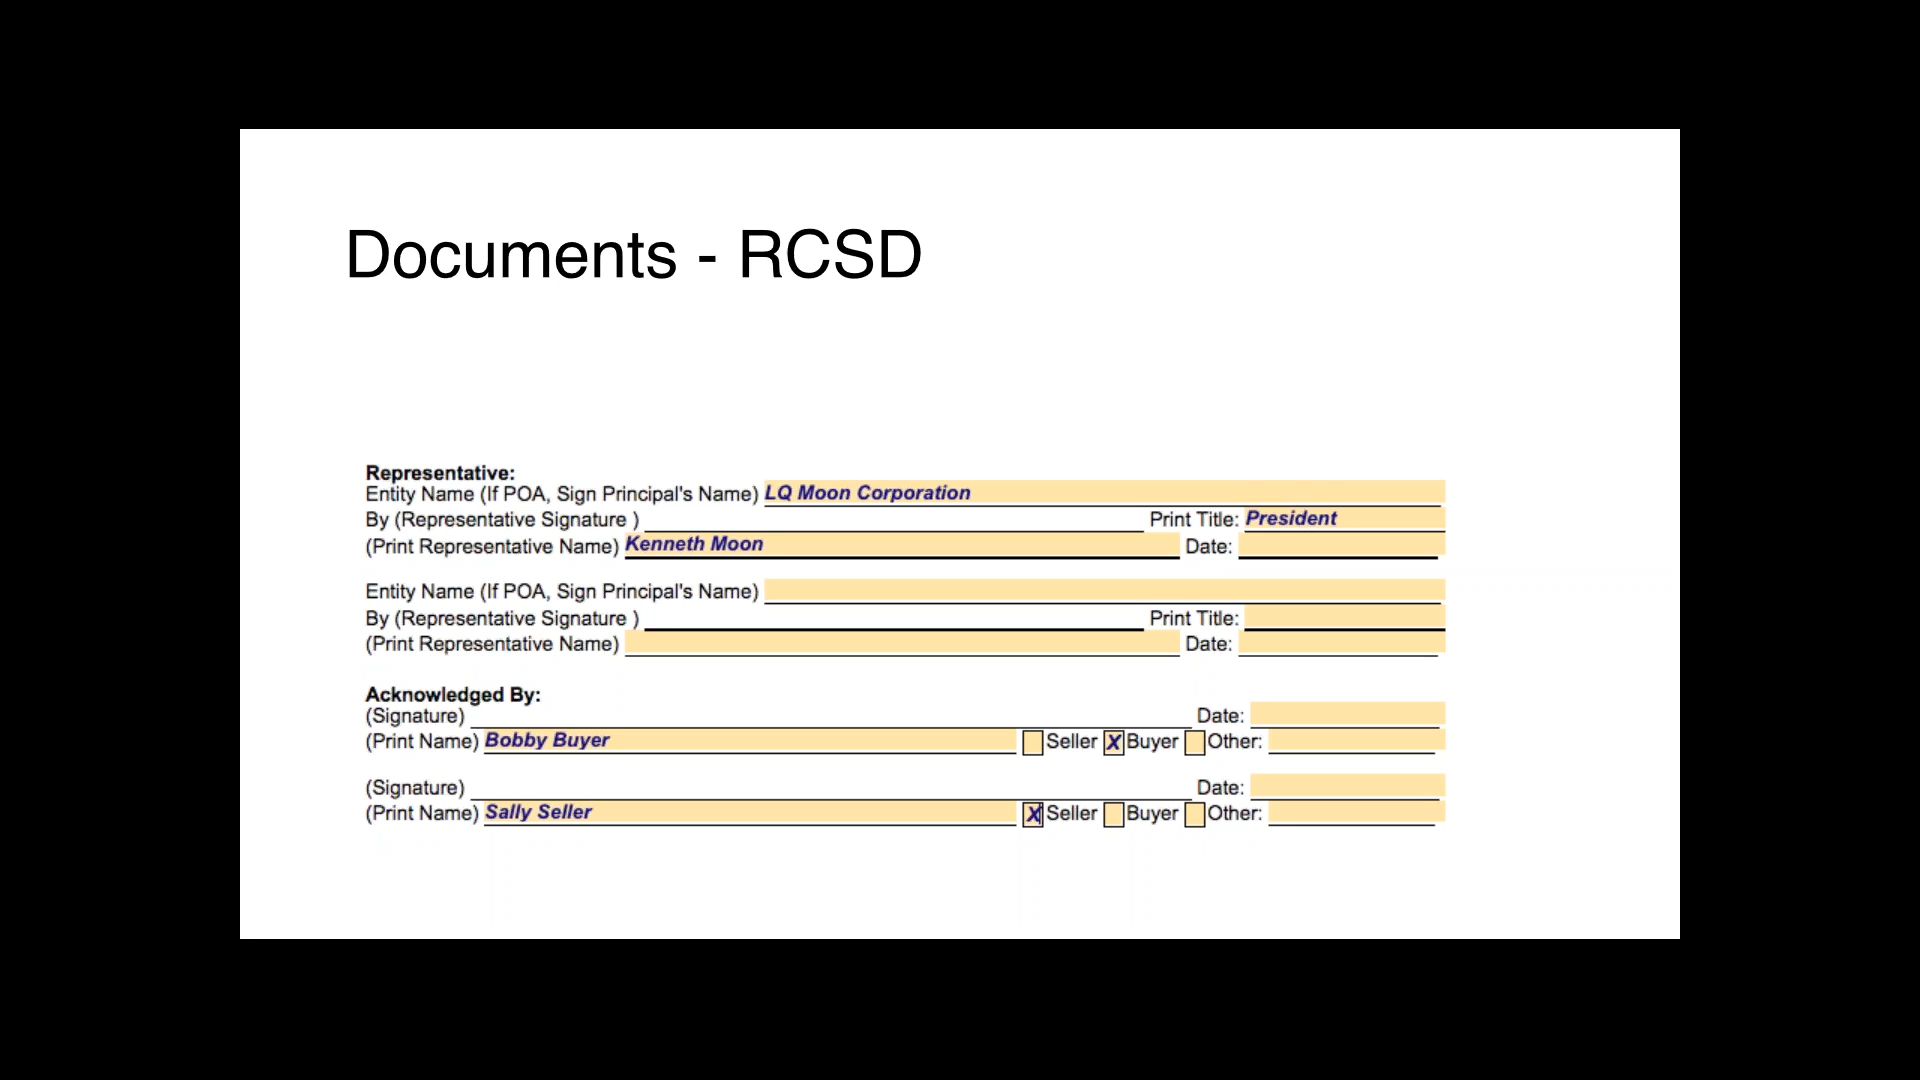 Documents - RCSD
Representative:
Entity Name (If POA, Sign Principal's Name) LQ Moon Corporation
By (Representative Signature ) Print Title: President
(Print Representative Name) Kenneth Moon Date:
Entity Name (If POA, Sign Principal's Name)
By (Representative Signature ) Print Title:
(Print Representative Name) Date:
Acknowledged By:
(Signature) Date:
(Print Name) Bobby Buyer Seller X Buyer Other:
(Signature) Date:
(Print Name) Sally Seller X Seller Buyer Other: